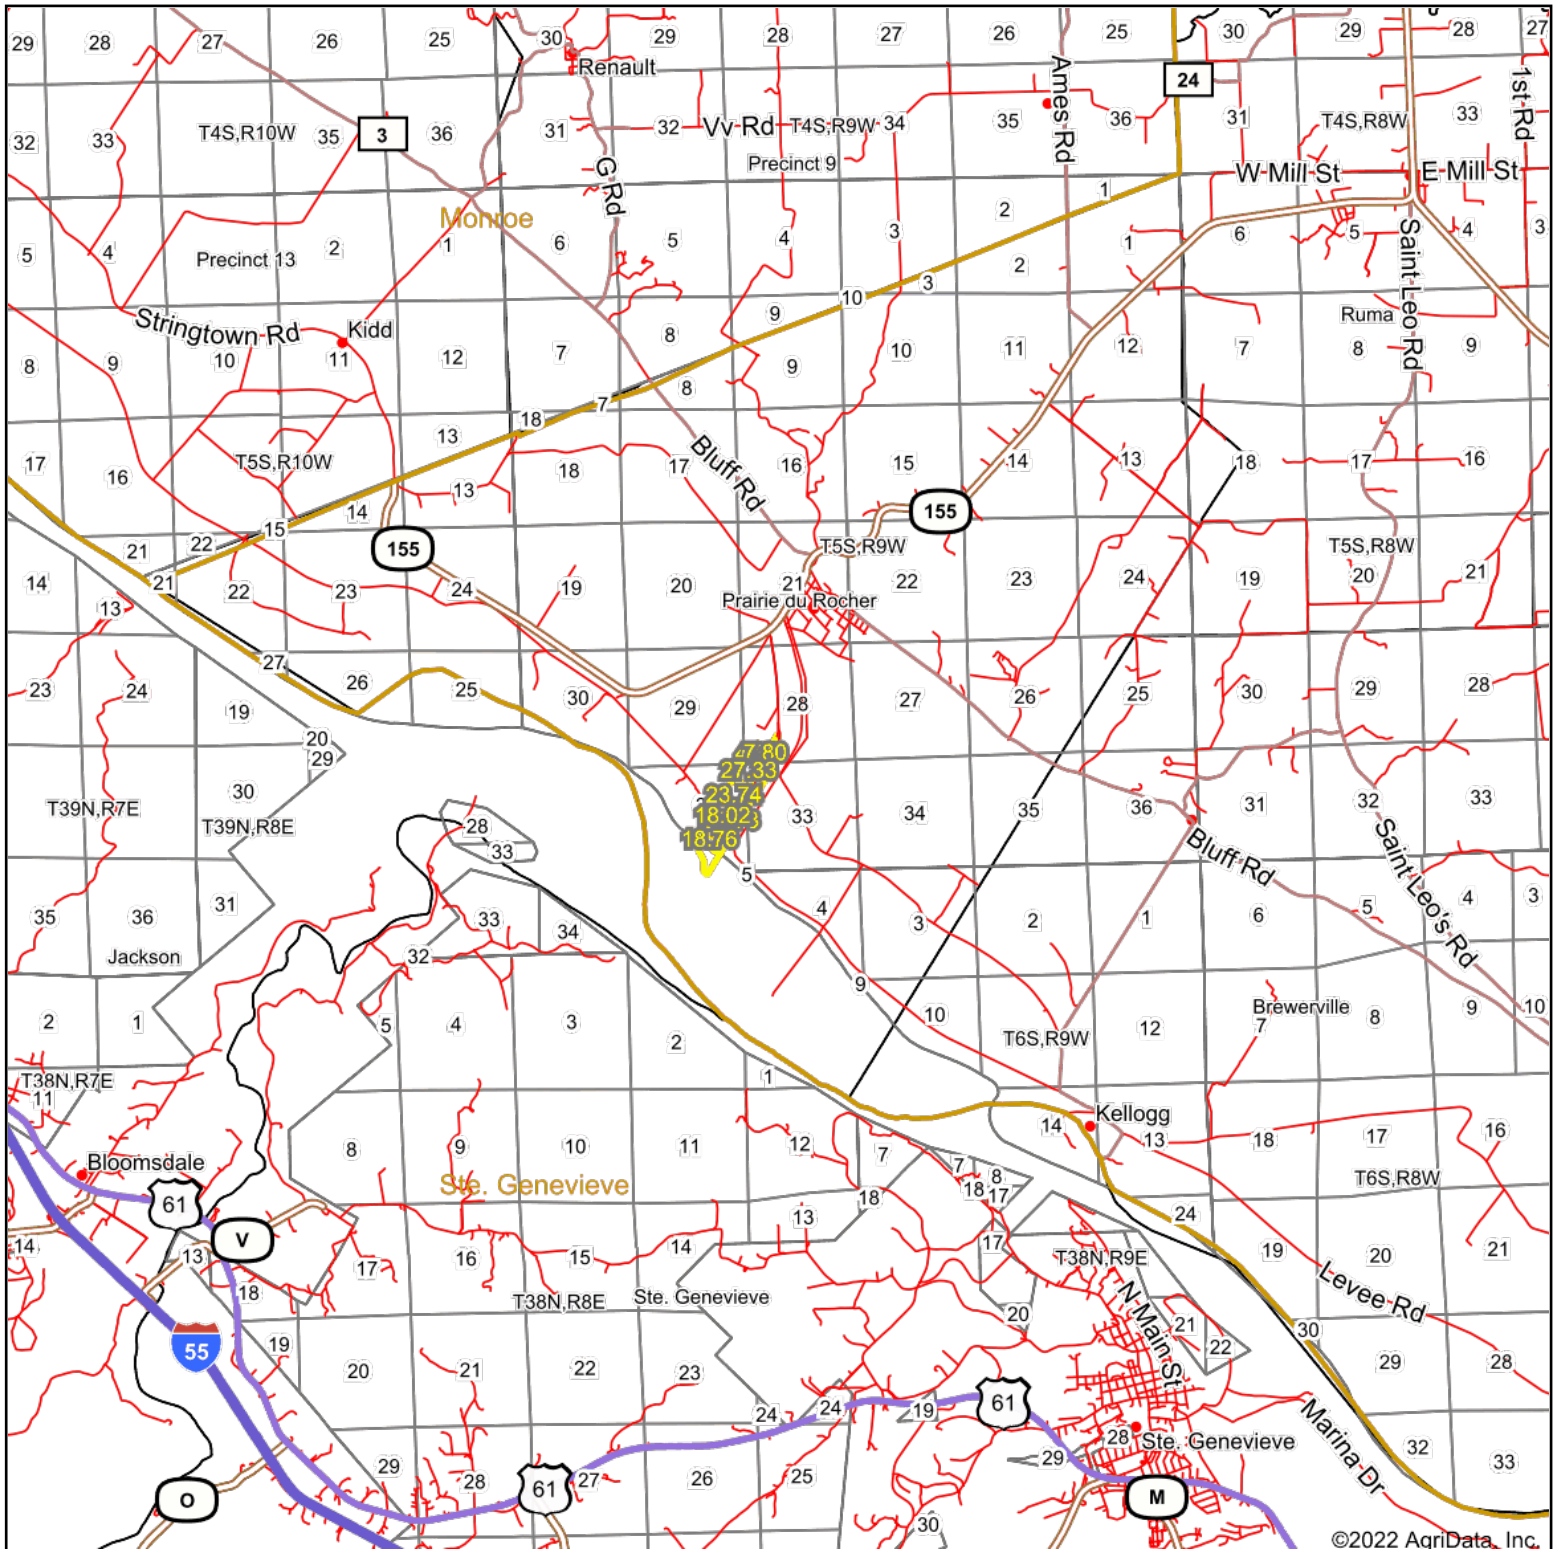 29 28 27 26 25 30 29 28 27 26 25 30 29 28 27
Renault
24
Ames Rd
1st Rd
32 33 T4S,R10W 35 3 36 31 32 Vv Rd T4S,R9W 34 35 36 31 T4S,R8W 33
Precinct 9
G Rd
W Mill St E Mill St
Monroe
1
2
5 4 Precinct 13 2 1 6 5 4 3 2 1 6 5 4 3
Saint Leo Rd
10 3
9
Stringtown Rd Kidd
Ruma
8 9 10 11 12 7 8 9 10 11 12 7 8 9
8
7
18
13
17 16 T5S,R10W 18 17 16 15 14 13 18 17 16
Bluff Rd
13
14
15
155
155
22
21
T5S,R9W
T5S,R8W
14 21 22 23 24 19 20 21 22 23 24 19 20 21
13
Prairie du Rocher
27
23 24 26 25 30 29 28 27 26 25 30 29 28
19
20
29
47.80
27.33
23.74
18.02
18.76
30
T39N,R7E
T39N,R8E
28
33
33 34 35 36 31 32 33
5
Bluff Rd
Saint Leo's Rd
35 36 31 33 34 4 3 2 1 6 5 4 3
Jackson
32
9
2 1 5 4 3 2 10 12 7 8 9 10
Brewerville
T6S,R9W
1
T38N,R7E
11
Kellogg
8 9 10 11 12 7 14 13 18 17 16
Bloomsdale
7 8
18 18 17
T6S,R8W
61
Ste. Genevieve
V
13
24
14 13 17 16 15 14 17 19 20 21
T38N,R9E
18
T38N,R8E
Ste. Genevieve
Levee Rd
N Main St
20 21 22
30
55
19 20 21 22 23 29 28
24 24 19 61
Marina Dr
29 28 61 27 26 25 29 28 Ste. Genevieve 32 33
O
M
30
©2022 AgriData, Inc.